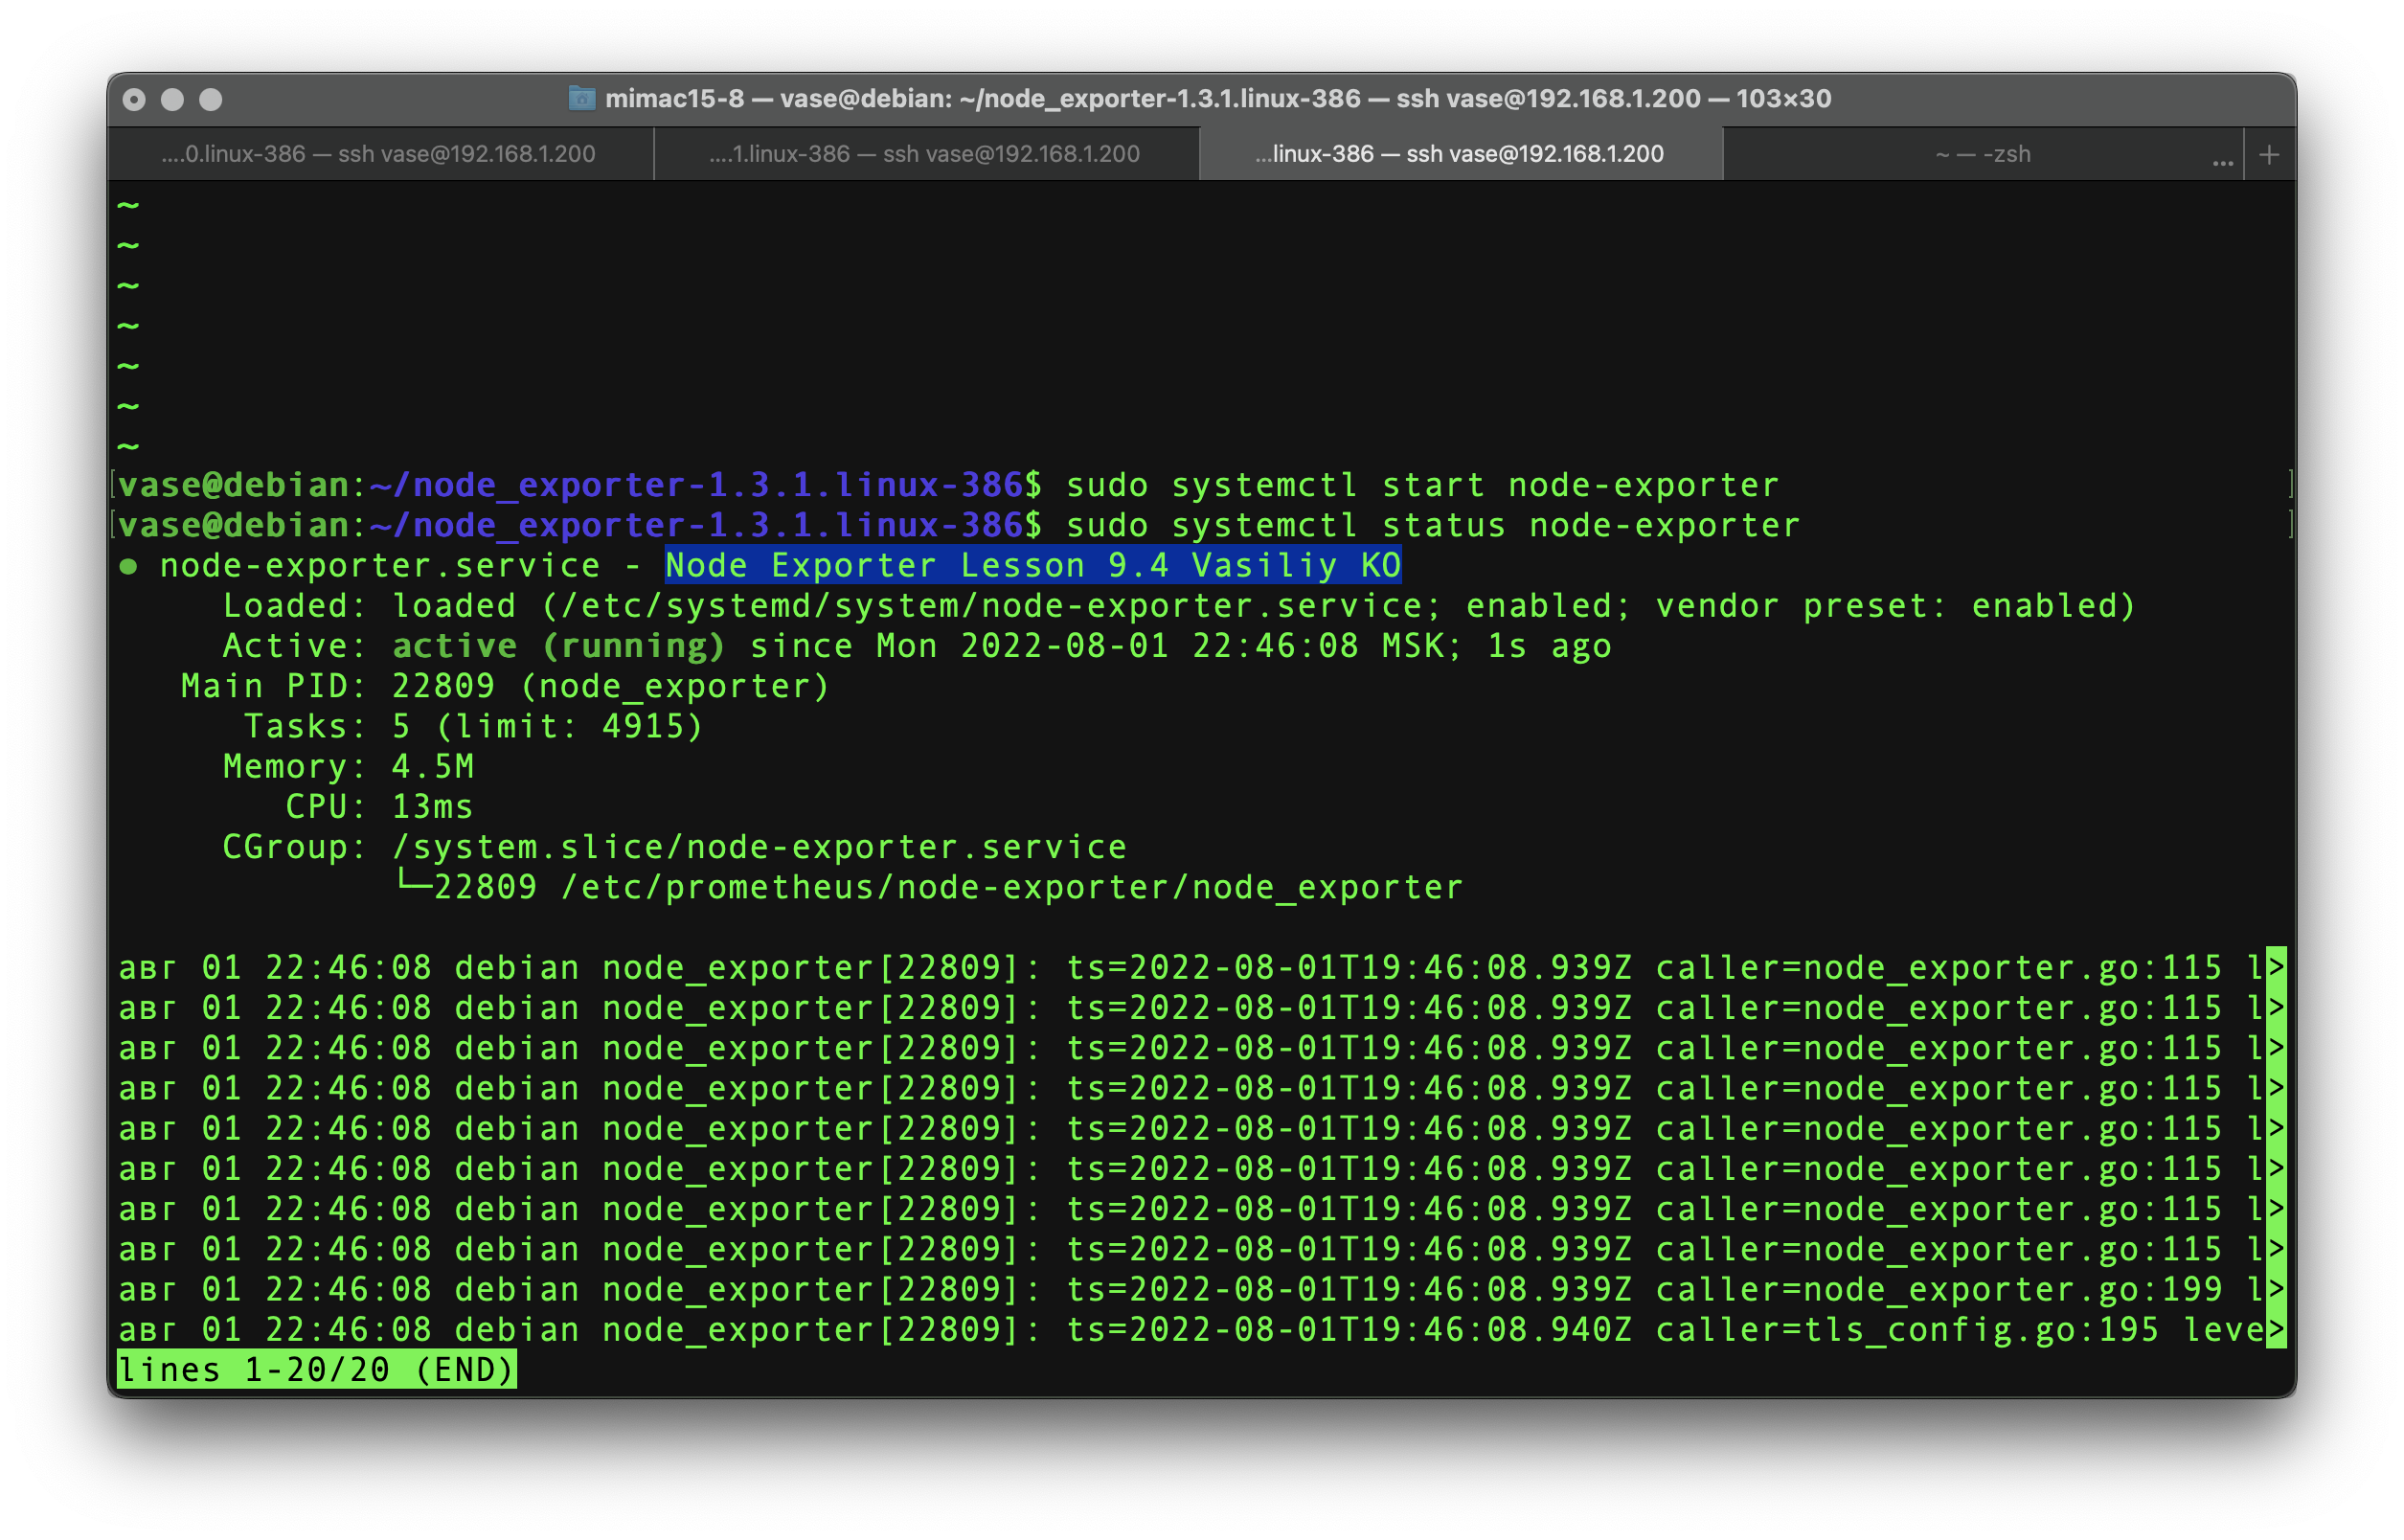 mimac15-8 — vase@debian: ~/node_exporter-1.3.1.linux-386 — ssh vase@192.168.1.200 — 103×30
....0.linux-386 — ssh vase@192.168.1.200 ....1.linux-386 — ssh vase@192.168.1.200 ...linux-386 — ssh vase@192.168.1.200 ~ — -zsh ... +
~
~
~
~
~
~
~
[vase@debian:~/node_exporter-1.3.1.linux-386$ sudo systemctl start node-exporter ]
[vase@debian:~/node_exporter-1.3.1.linux-386$ sudo systemctl status node-exporter ]
● node-exporter.service - Node Exporter Lesson 9.4 Vasiliy KO
Loaded: loaded (/etc/systemd/system/node-exporter.service; enabled; vendor preset: enabled)
Active: active (running) since Mon 2022-08-01 22:46:08 MSK; 1s ago
Main PID: 22809 (node_exporter)
Tasks: 5 (limit: 4915)
Memory: 4.5M
CPU: 13ms
CGroup: /system.slice/node-exporter.service
└─22809 /etc/prometheus/node-exporter/node_exporter
авг 01 22:46:08 debian node_exporter[22809]: ts=2022-08-01T19:46:08.939Z caller=node_exporter.go:115 l>
авг 01 22:46:08 debian node_exporter[22809]: ts=2022-08-01T19:46:08.939Z caller=node_exporter.go:115 l>
авг 01 22:46:08 debian node_exporter[22809]: ts=2022-08-01T19:46:08.939Z caller=node_exporter.go:115 l>
авг 01 22:46:08 debian node_exporter[22809]: ts=2022-08-01T19:46:08.939Z caller=node_exporter.go:115 l>
авг 01 22:46:08 debian node_exporter[22809]: ts=2022-08-01T19:46:08.939Z caller=node_exporter.go:115 l>
авг 01 22:46:08 debian node_exporter[22809]: ts=2022-08-01T19:46:08.939Z caller=node_exporter.go:115 l>
авг 01 22:46:08 debian node_exporter[22809]: ts=2022-08-01T19:46:08.939Z caller=node_exporter.go:115 l>
авг 01 22:46:08 debian node_exporter[22809]: ts=2022-08-01T19:46:08.939Z caller=node_exporter.go:115 l>
авг 01 22:46:08 debian node_exporter[22809]: ts=2022-08-01T19:46:08.939Z caller=node_exporter.go:199 l>
авг 01 22:46:08 debian node_exporter[22809]: ts=2022-08-01T19:46:08.940Z caller=tls_config.go:195 leve>
lines 1-20/20 (END)